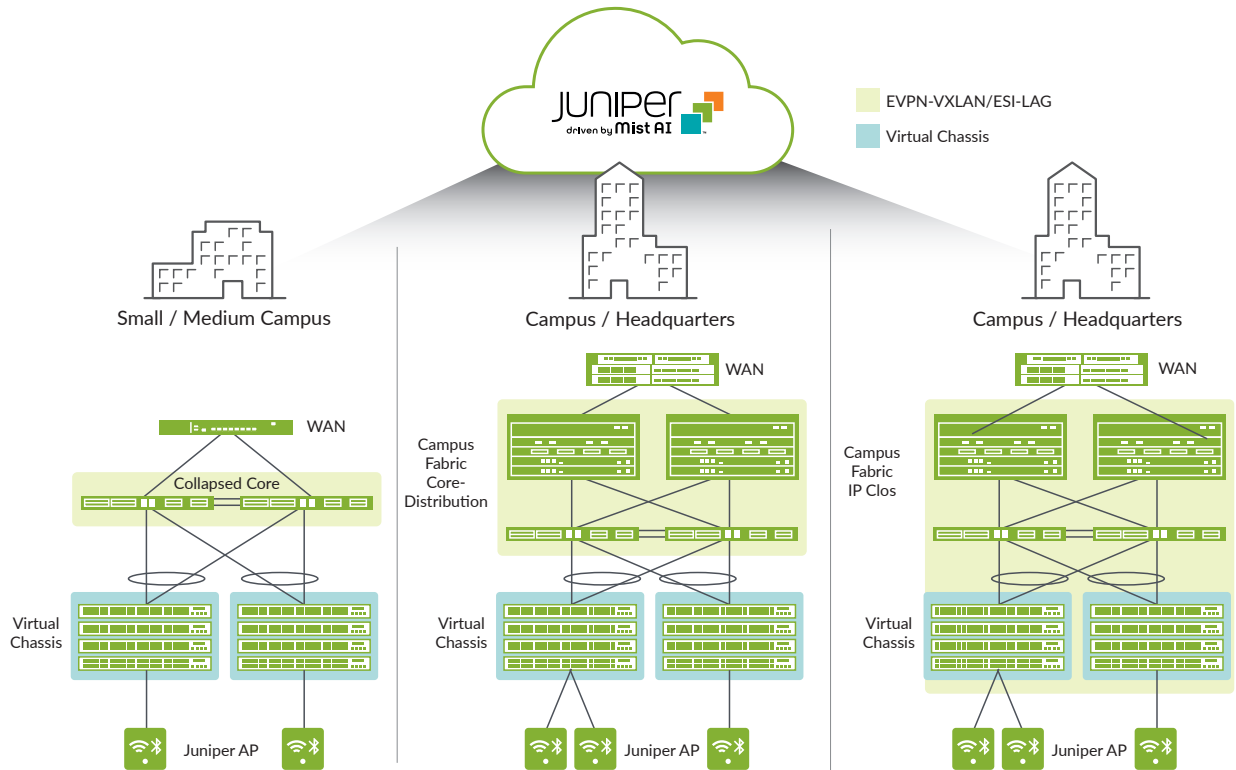 JUNIPEr
driven by Mist AI
EVPN-VXLAN/ESI-LAG
Virtual Chassis
Small / Medium Campus
WAN
Collapsed Core
Virtual
Chassis
Juniper AP
Campus / Headquarters
WAN
Campus
Fabric
Core-
Distribution
Virtual
Chassis
Juniper AP
Campus / Headquarters
WAN
Campus
Fabric
IP Clos
Virtual
Chassis
Juniper AP